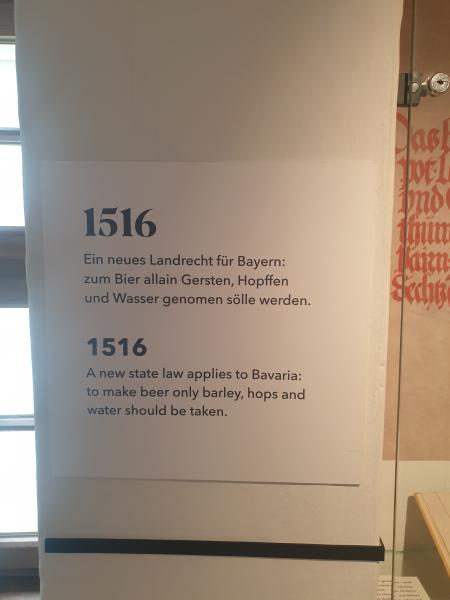 1516
Ein neues Landrecht für Bayern:
zum Bier allain Gersten, Hopffen
und Wasser genomen sölle werden.
1516
A new state law applies to Bavaria:
to make beer only barley, hops and
water should be taken.